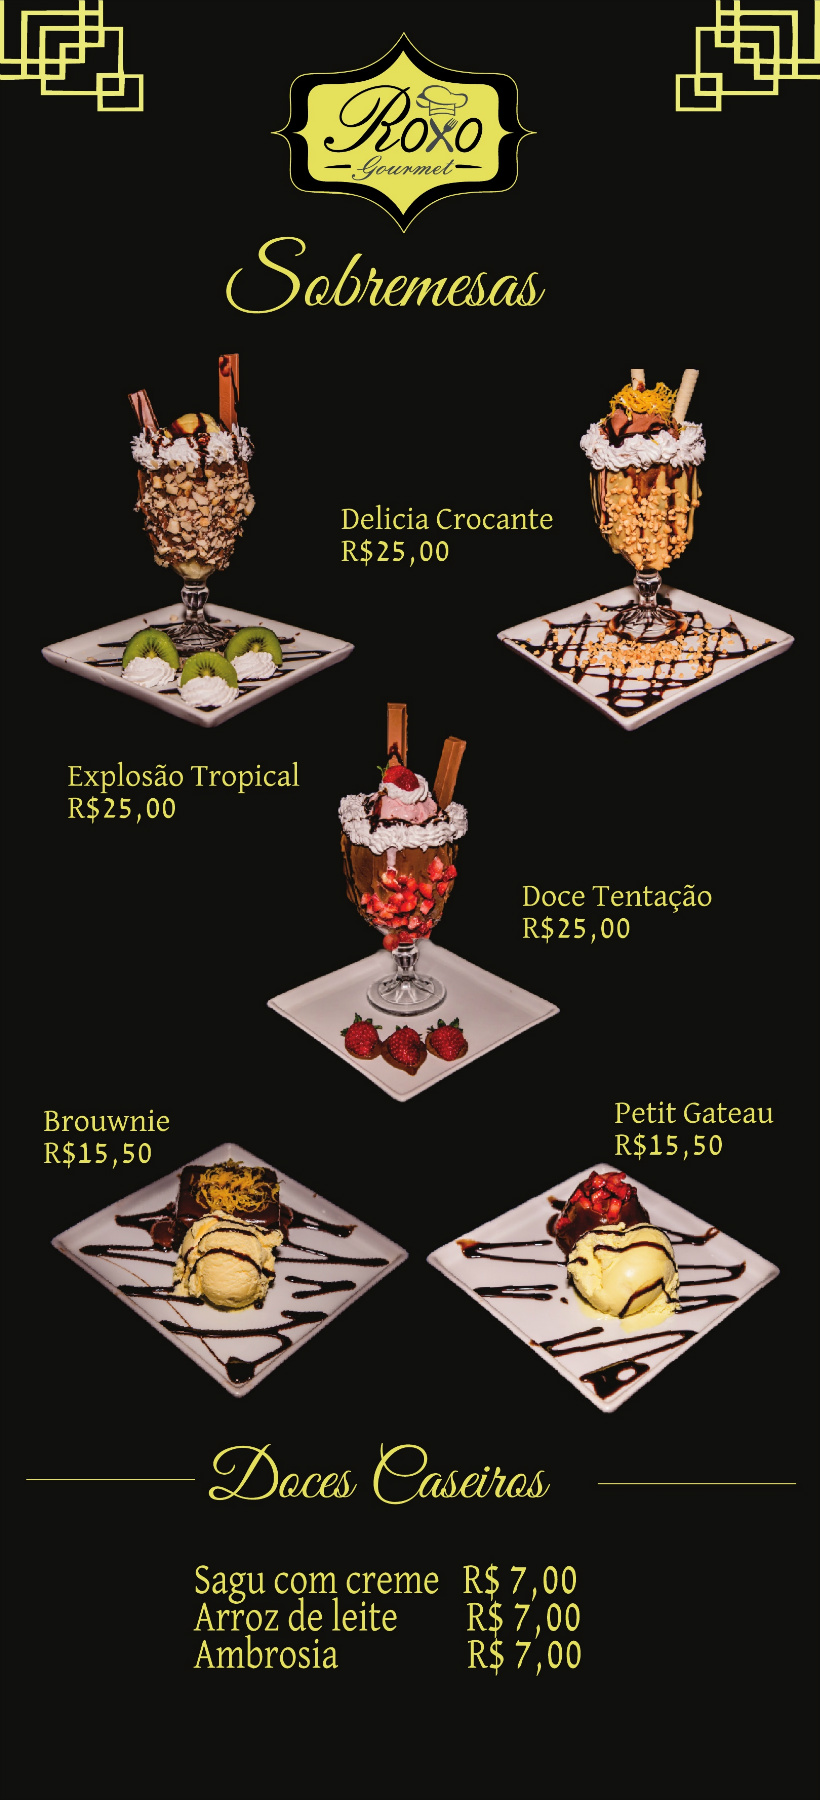 Roxo
Gourmet
Sobremesas
Delicia Crocante
R$25,00
Explosão Tropical
R$25,00
Doce Tentação
R$25,00
Brouwnie
R$15,50
Petit Gateau
R$15,50
Doces Caseiros
Sagu com creme R$ 7,00
Arroz de leite R$ 7,00
Ambrosia R$ 7,00